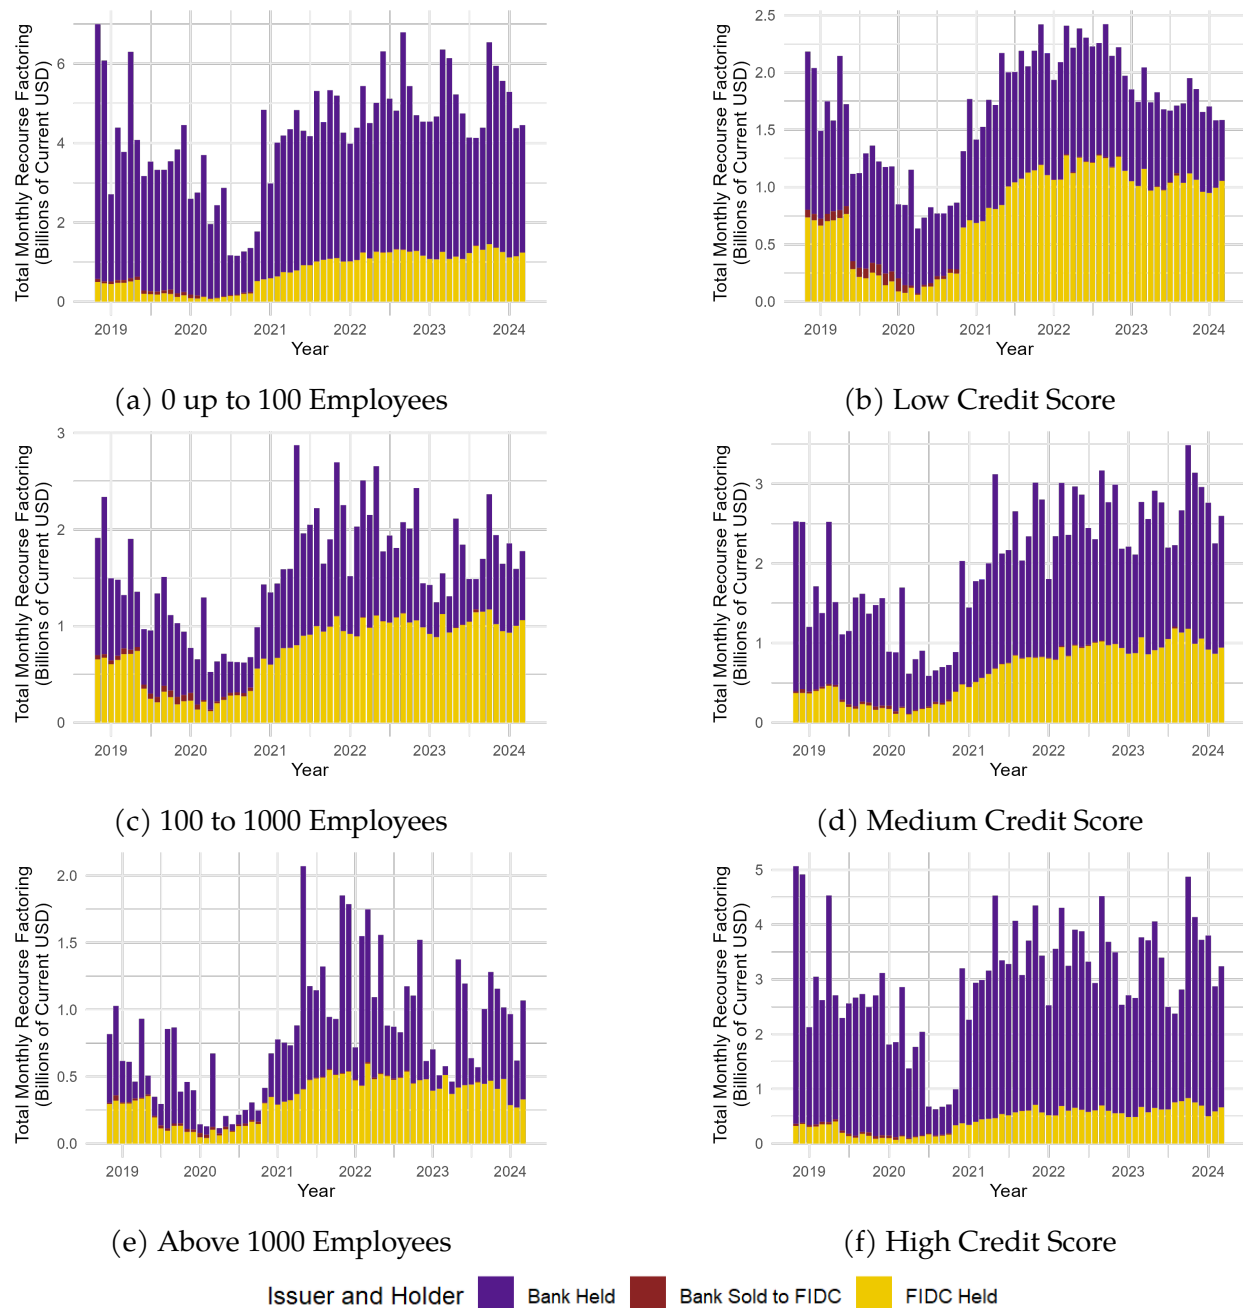 Total Monthly Recourse Factoring
(Billions of Current USD)
6
4
2
0
2019 2020 2021 2022 2023 2024
Year
(a) 0 up to 100 Employees
Total Monthly Recourse Factoring
(Billions of Current USD)
2.5
2.0
1.5
1.0
0.5
0.0
2019 2020 2021 2022 2023 2024
Year
(b) Low Credit Score
Total Monthly Recourse Factoring
(Billions of Current USD)
3
2
1
0
2019 2020 2021 2022 2023 2024
Year
(c) 100 to 1000 Employees
Total Monthly Recourse Factoring
(Billions of Current USD)
3
2
1
0
2019 2020 2021 2022 2023 2024
Year
(d) Medium Credit Score
Total Monthly Recourse Factoring
(Billions of Current USD)
2.0
1.5
1.0
0.5
0.0
2019 2020 2021 2022 2023 2024
Year
(e) Above 1000 Employees
Total Monthly Recourse Factoring
(Billions of Current USD)
5
4
3
2
1
0
2019 2020 2021 2022 2023 2024
Year
(f) High Credit Score
Issuer and Holder Bank Held Bank Sold to FIDC FIDC Held